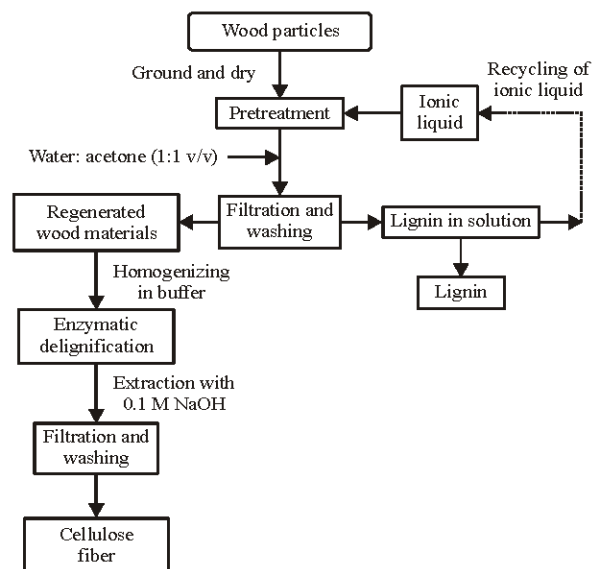 Wood particles
Ground and dry
Recycling of
ionic liquid
Pretreatment
Ionic
liquid
Water: acetone (1:1 v/v)
Regenerated
wood materials
Filtration and
washing
Lignin in solution
Homogenizing
in buffer
Lignin
Enzymatic
delignification
Extraction with
0.1 M NaOH
Filtration and
washing
Cellulose
fiber